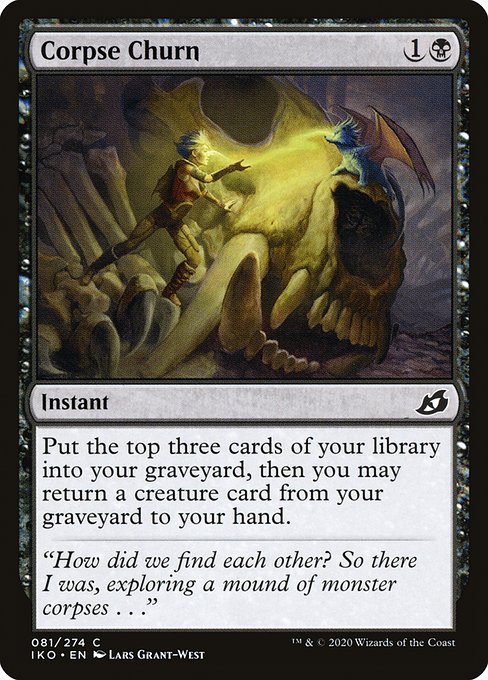 Corpse Churn 1
Instant
Put the top three cards of your library
into your graveyard, then you may
return a creature card from your
graveyard to your hand.
“How did we find each other? So there
I was, exploring a mound of monster
corpses . . .”
081/274 C
IKO • EN Lars Grant-West
™ & © 2020 Wizards of the Coast